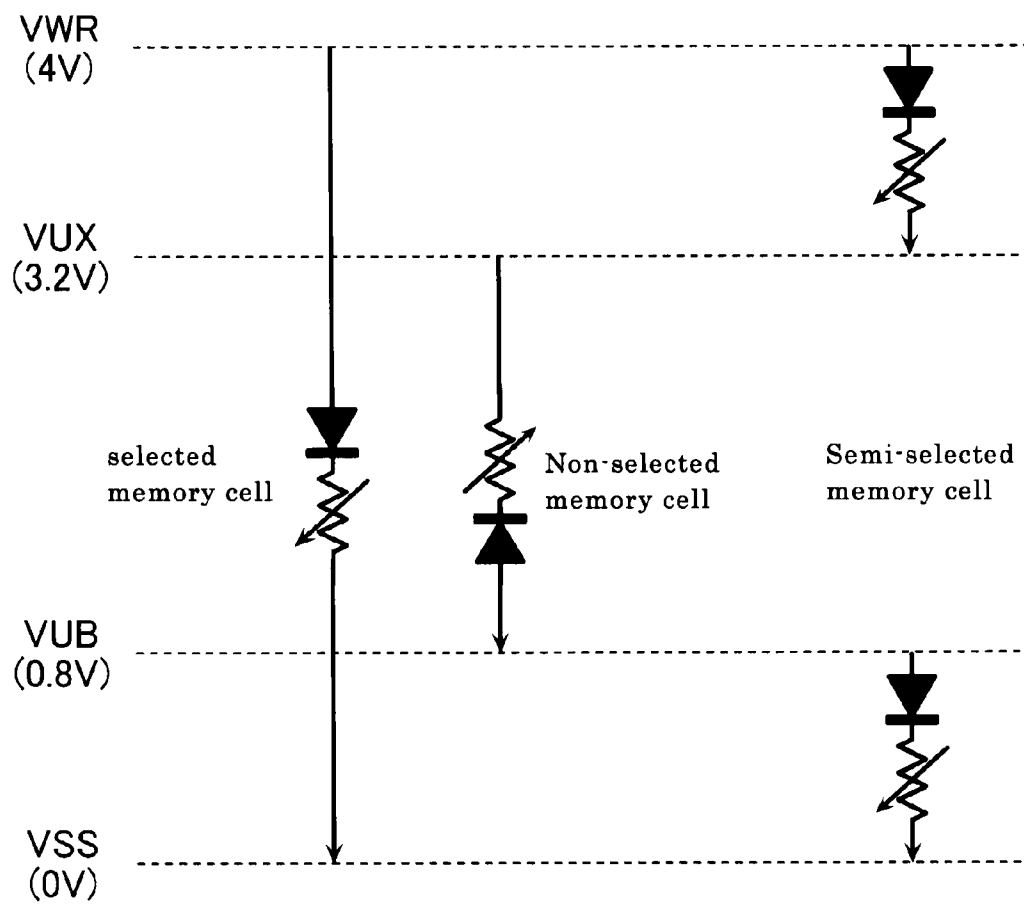 VWR
(4V)
VUX
(3.2V)
selected
memory cell
Non-selected
memory cell
Semi-selected
memory cell
VUB
(0.8V)
VSS
(0V)